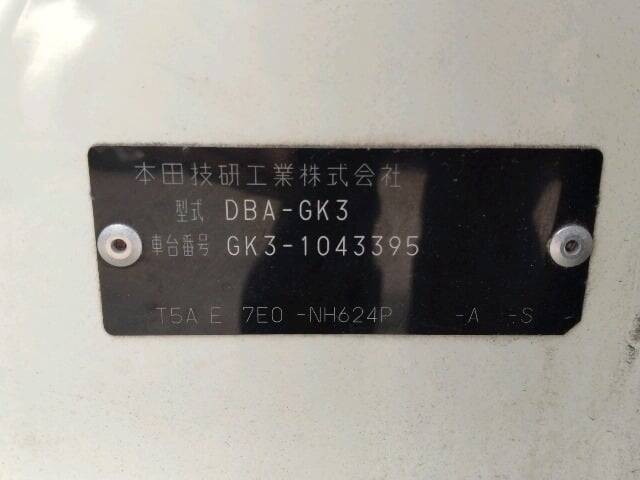 本田技研工業株式会社
型式 DBA-GK3
車台番号 GK3-1043395
T5A E 7E0 -NH624P -A -S